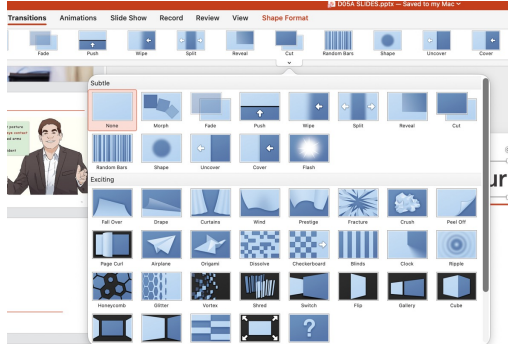 D05A SLIDES.pptx — Saved to my Mac
Transitions Animations Slide Show Record Review View Shape Format
Fade Push Wipe Split Reveal Cut Random Bars Shape Uncover Cover
Subtle
None Morph Fade Push Wipe Split Reveal Cut
Random Bars Shape Uncover Cover Flash
Exciting
Fall Over Drape Curtains Wind Prestige Fracture Crush Peel Off
Page Curl Airplane Origami Dissolve Checkerboard Blinds Clock Ripple
Honeycomb Glitter Vortex Shred Switch Flip Gallery Cube
?
posture
contact
ur